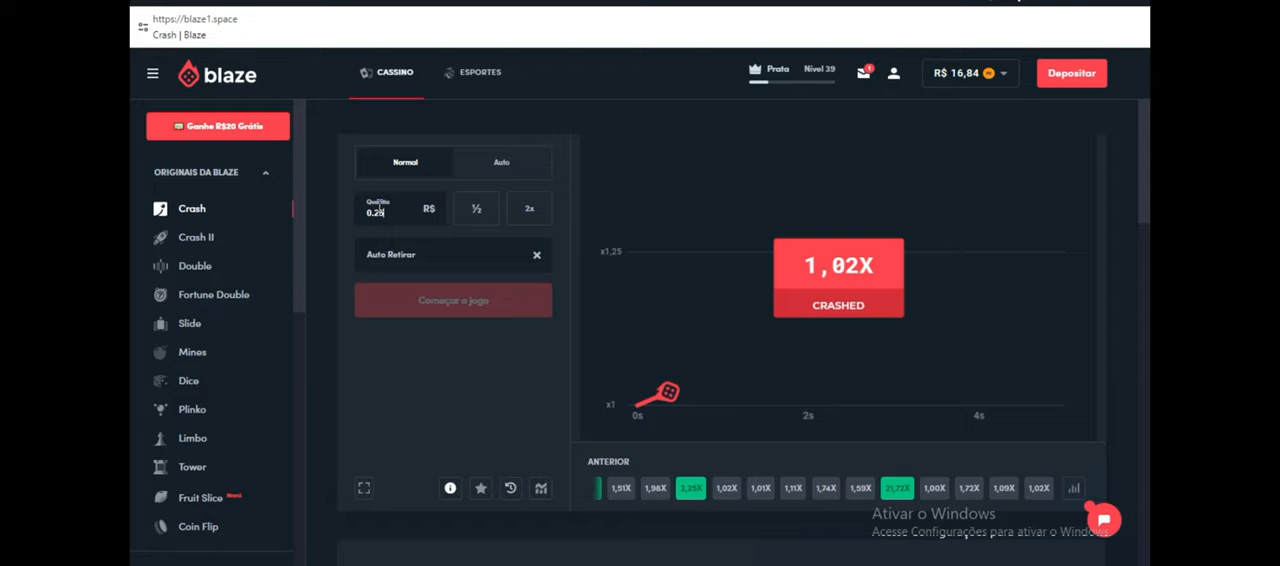 https://blaze1.space
Crash | Blaze
blaze
CASSINO
ESPORTES
Prata
Nível 39
1
R$ 16,84
Depositar
Ganhe R$20 Grátis
ORIGINAIS DA BLAZE
Crash
Crash II
Double
Fortune Double
Slide
Mines
Dice
Plinko
Limbo
Tower
Fruit Slice
Coin Flip
Normal
Auto
0.25
R$
½
2x
Auto Retirar
Começar o jogo
x1,25
1,02X
CRASHED
x1
0s
2s
4s
ANTERIOR
1,51X 1,98X 2,25X 1,02X 1,01X 1,11X 1,74X 1,59X 21,72X 1,00X 1,72X 1,09X 1,02X
Ativar o Windows
Acesse Configurações para ativar o Windows.